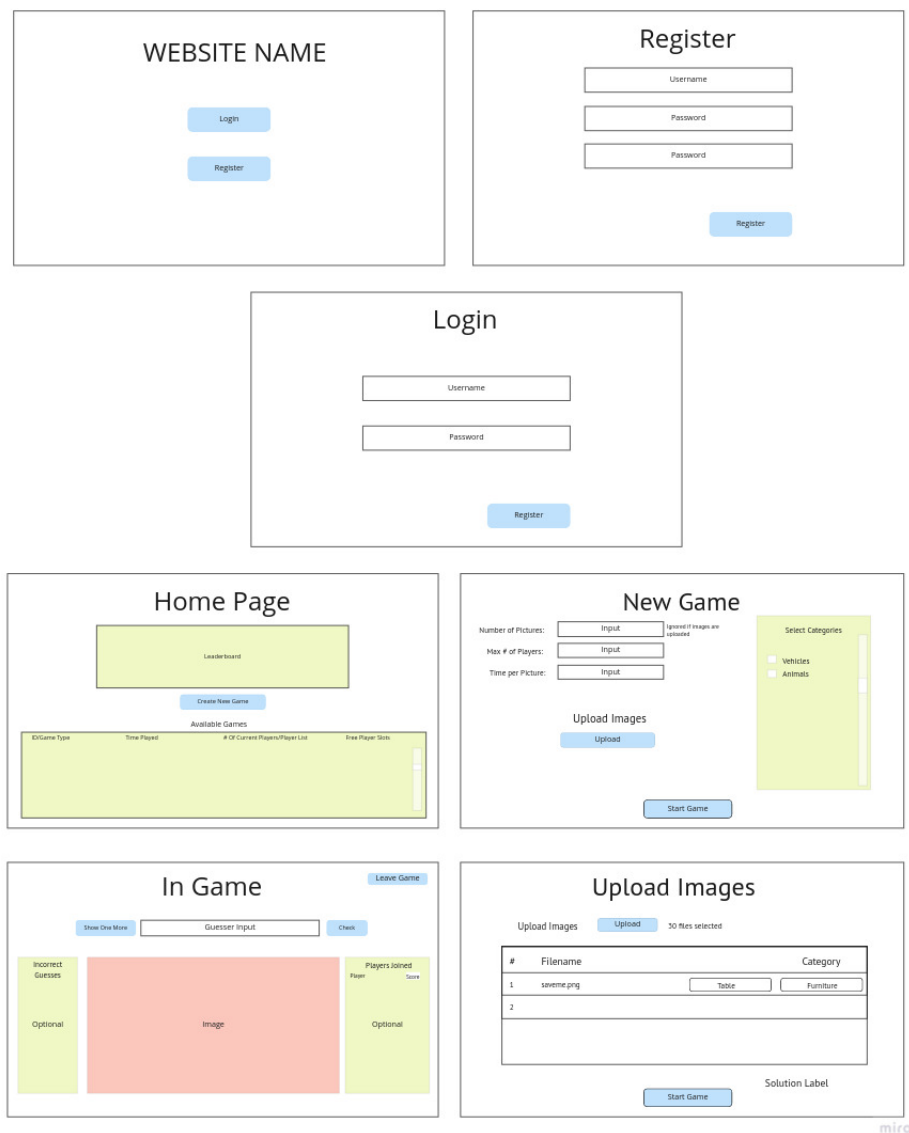 WEBSITE NAME
Login
Register
Register
Username
Password
Password
Register
Login
Username
Password
Register
Home Page
Leaderboard
Create New Game
Available Games
ID/Game Type Time Played # Of Current Players/Player List Free Player Slots
New Game
Number of Pictures: Input Ignored if images are
uploaded
Max # of Players: Input
Time per Picture: Input
Upload Images
Upload
Select Categories
Vehicles
Animals
Start Game
In Game
Leave Game
Show One More Guesser Input Check
Incorrect
Guesses
Optional
Image
Players Joined
Player Score
Optional
Upload Images
Upload Images Upload 30 files selected
# Filename Category
1 saveme.png Table Furniture
2
Solution Label
Start Game
miro